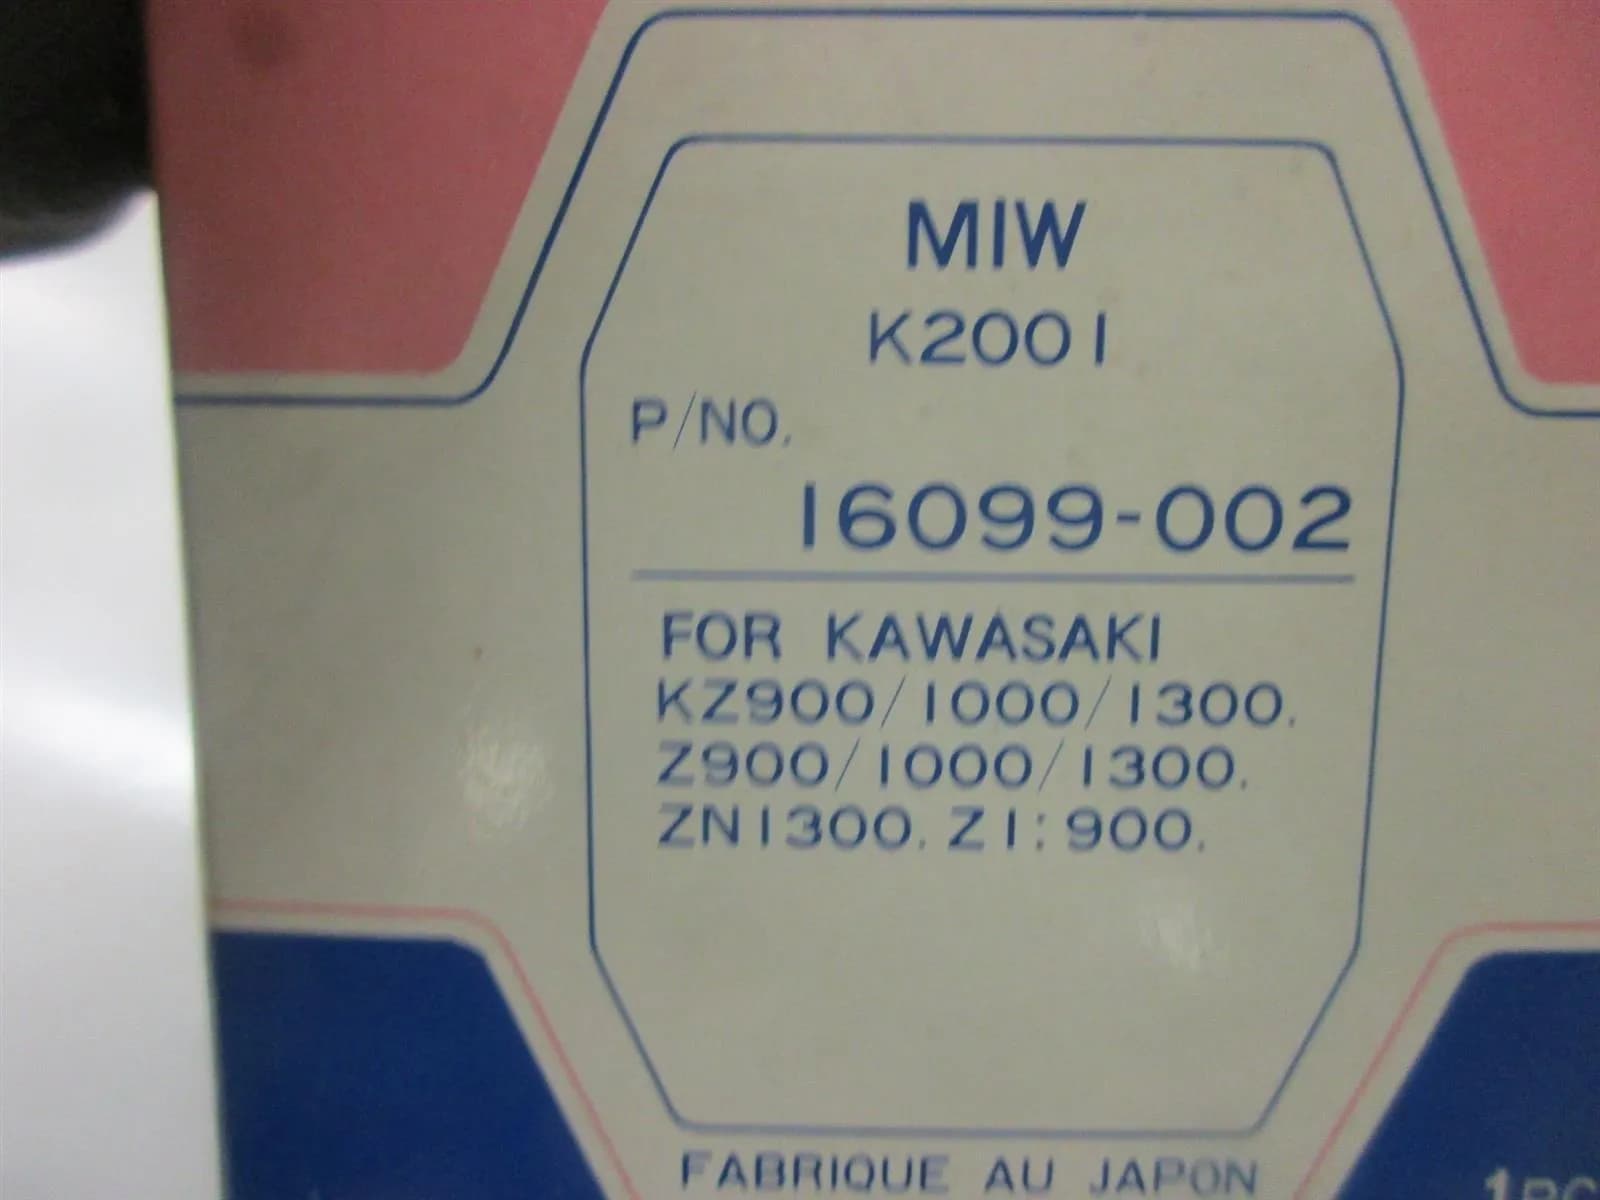 MIW
K2001
P/NO.
16099-002
FOR KAWASAKI
KZ900/1000/1300.
Z900/1000/1300.
ZN1300. Z1:900.
FABRIQUE AU JAPON